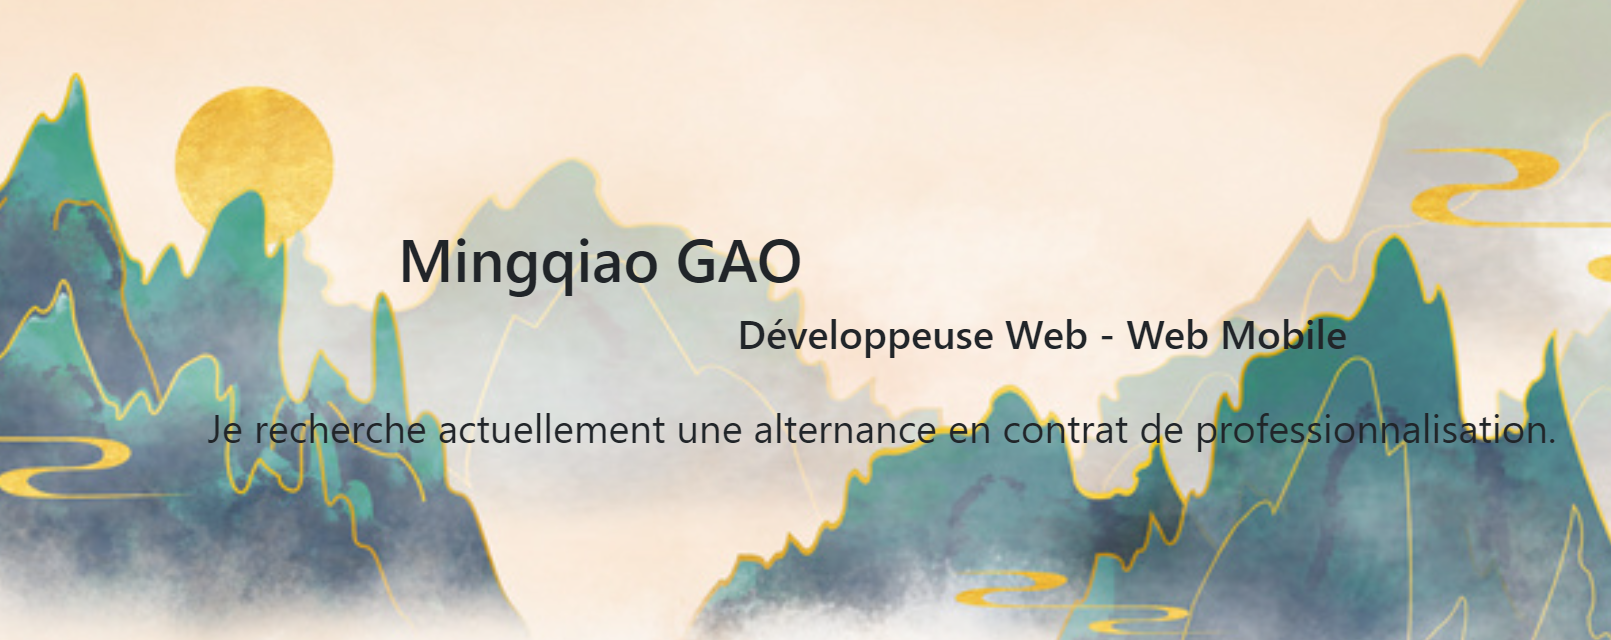 Mingqiao GAO
Développeuse Web - Web Mobile
Je recherche actuellement une alternance en contrat de professionnalisation.